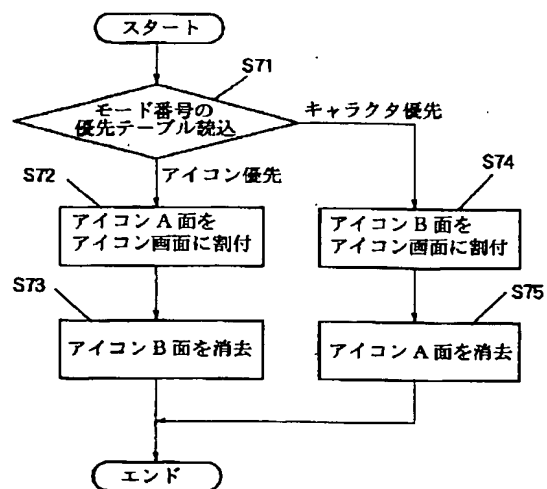 スタート
S71
モード番号の
優先テーブル読込
キャラクタ優先
アイコン優先
S72
アイコンA面を
アイコン画面に割付
S74
アイコンB面を
アイコン画面に割付
S73
アイコンB面を消去
S75
アイコンA面を消去
エンド